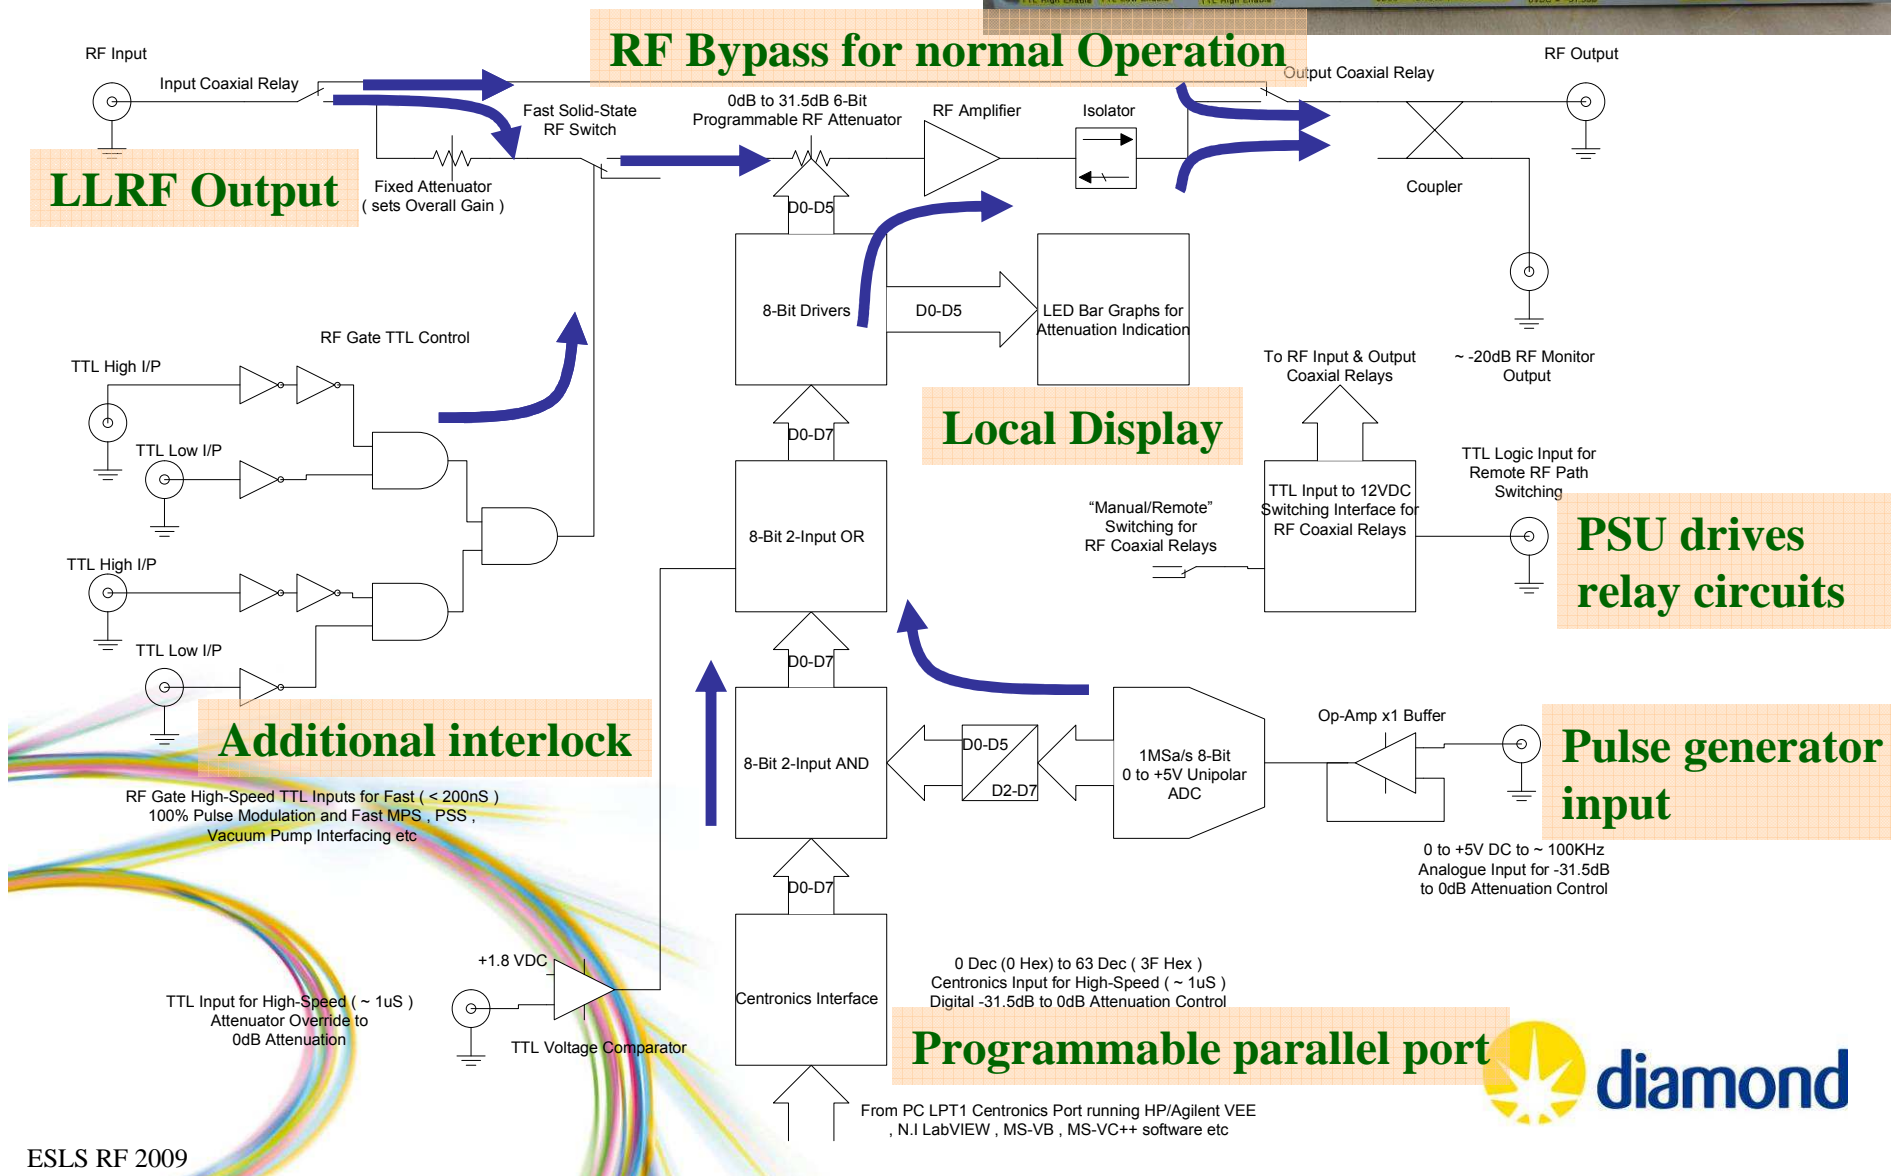 TTL High Enable
TTL Low Enable
TTL High Enable
RF Bypass for normal Operation
RF Input
RF Output
Input Coaxial Relay
Output Coaxial Relay
Fast Solid-State
RF Switch
0dB to 31.5dB 6-Bit
Programmable RF Attenuator
RF Amplifier
Isolator
LLRF Output
Fixed Attenuator
( sets Overall Gain )
Coupler
D0-D5
8-Bit Drivers
D0-D5
LED Bar Graphs for
Attenuation Indication
RF Gate TTL Control
TTL High I/P
TTL Low I/P
TTL High I/P
TTL Low I/P
To RF Input & Output
Coaxial Relays
~ -20dB RF Monitor
Output
Local Display
D0-D7
8-Bit 2-Input OR
"Manual/Remote"
Switching for
RF Coaxial Relays
TTL Input to 12VDC
Switching Interface for
RF Coaxial Relays
TTL Logic Input for
Remote RF Path
Switching
PSU drives
relay circuits
D0-D7
8-Bit 2-Input AND
D0-D5
D2-D7
1MSa/s 8-Bit
0 to +5V Unipolar
ADC
Op-Amp x1 Buffer
Pulse generator
input
0 to +5V DC to ~ 100KHz
Analogue Input for -31.5dB
to 0dB Attenuation Control
Additional interlock
RF Gate High-Speed TTL Inputs for Fast ( < 200nS )
100% Pulse Modulation and Fast MPS , PSS ,
Vacuum Pump Interfacing etc
D0-D7
Centronics Interface
0 Dec (0 Hex) to 63 Dec ( 3F Hex )
Centronics Input for High-Speed ( ~ 1uS )
Digital -31.5dB to 0dB Attenuation Control
+1.8 VDC
TTL Input for High-Speed ( ~ 1uS )
Attenuator Override to
0dB Attenuation
TTL Voltage Comparator
Programmable parallel port
From PC LPT1 Centronics Port running HP/Agilent VEE
, N.I LabVIEW , MS-VB , MS-VC++ software etc
diamond
ESLS RF 2009